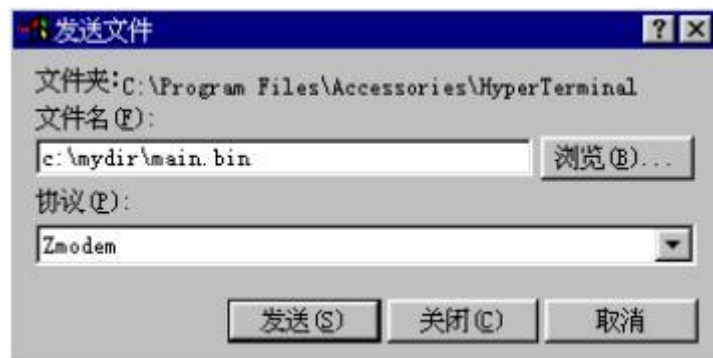 发送文件
文件夹:C:\Program Files\Accessories\HyperTerminal
文件名(F):
c:\mydir\main.bin 浏览(B)...
协议(P):
Zmodem
发送(S) 关闭(C) 取消